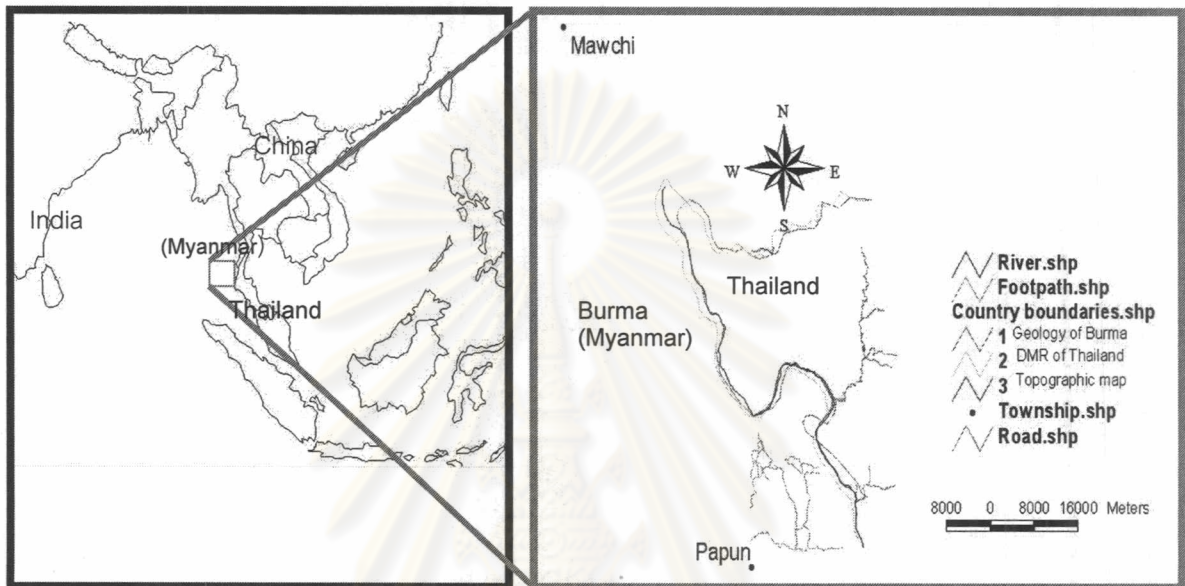 China
India
(Myanmar)
Thailand
Mawchi
N
W E
S
Thailand
Burma
(Myanmar)
River.shp
Footpath.shp
Country boundaries.shp
1 Geology of Burma
2 DMR of Thailand
3 Topographic map
Township.shp
Road.shp
8000 0 8000 16000 Meters
Papun